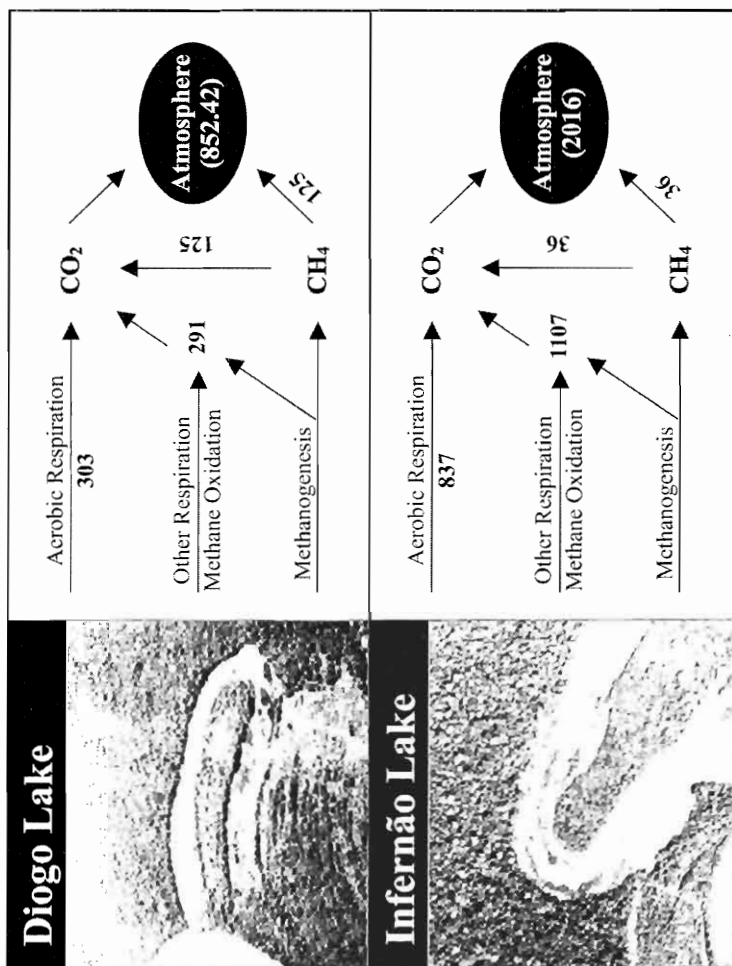 Diogo Lake
Aerobic Respiration
303
CO₂
Other Respiration
Methane Oxidation
291
125
Atmosphere
(852.42)
Methanogenesis
CH₄
125
Infernão Lake
Aerobic Respiration
837
CO₂
Other Respiration
Methane Oxidation
1107
36
Atmosphere
(2016)
Methanogenesis
CH₄
36